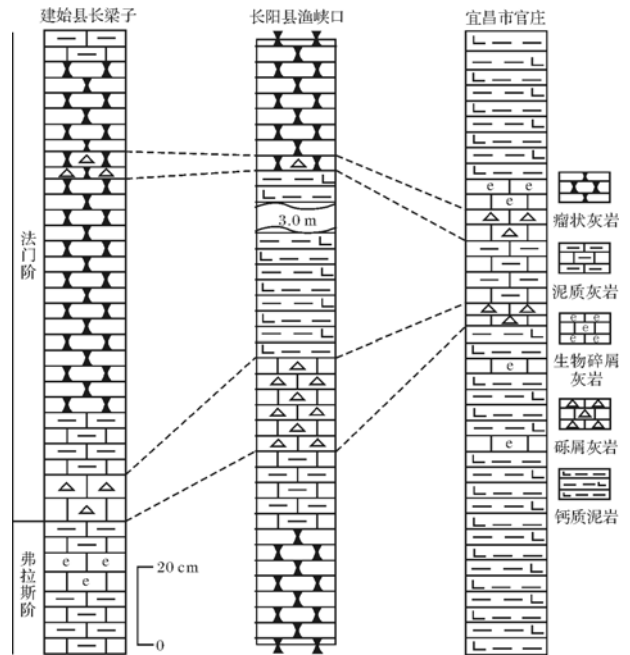 建始县长梁子
长阳县渔峡口
宜昌市官庄
法门阶
弗拉斯阶
3.0 m
20 cm
0
e e
e
e e
e
e
e
瘤状灰岩
泥质灰岩
e e
e
e e
生物碎屑
灰岩
砾屑灰岩
钙质泥岩